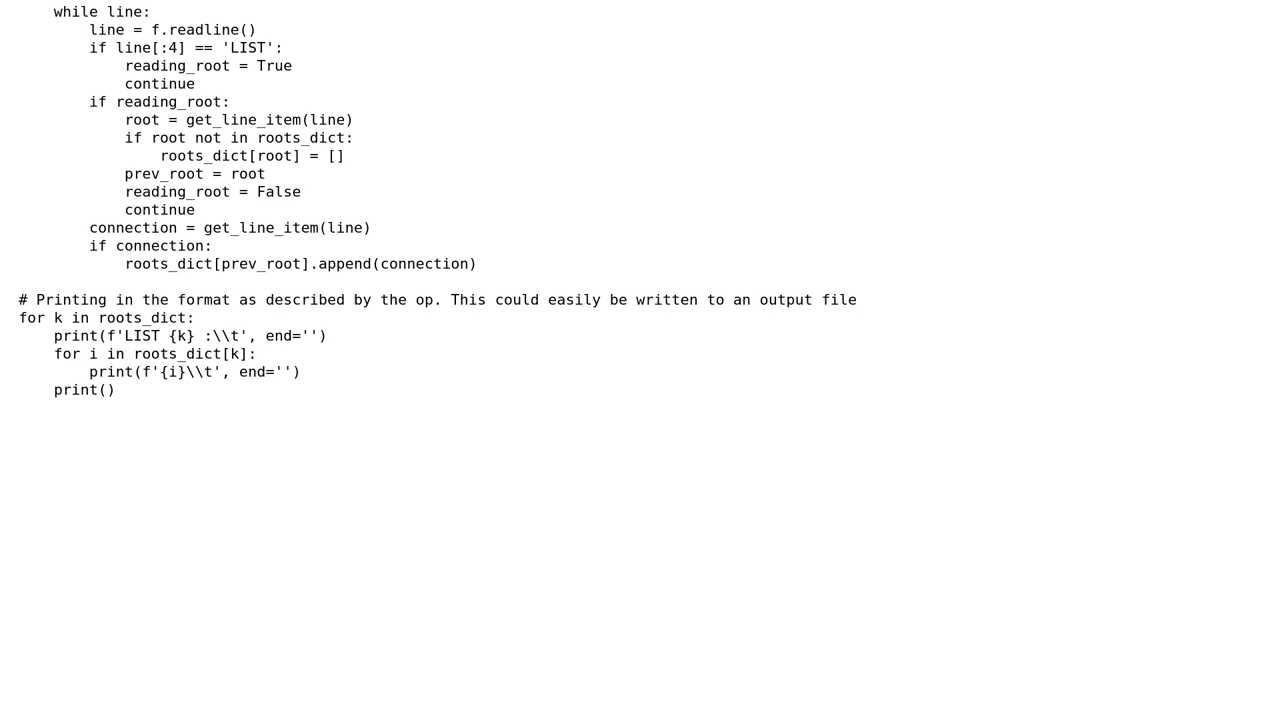 while line:
        line = f.readline()
        if line[:4] == 'LIST':
            reading_root = True
            continue
        if reading_root:
            root = get_line_item(line)
            if root not in roots_dict:
                roots_dict[root] = []
            prev_root = root
            reading_root = False
            continue
        connection = get_line_item(line)
        if connection:
            roots_dict[prev_root].append(connection)

# Printing in the format as described by the op. This could easily be written to an output file
for k in roots_dict:
    print(f'LIST {k} :\\t', end='')
    for i in roots_dict[k]:
        print(f'{i}\\t', end='')
    print()